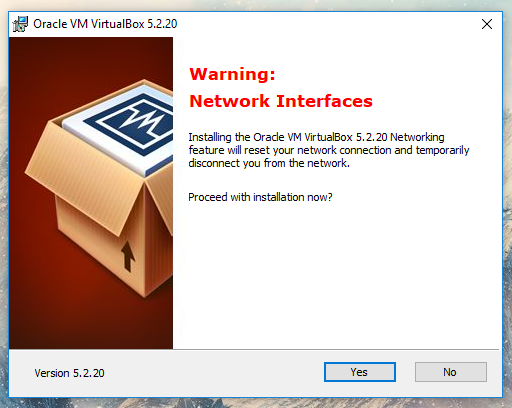 Oracle VM VirtualBox 5.2.20
Warning:
Network Interfaces
Installing the Oracle VM VirtualBox 5.2.20 Networking
feature will reset your network connection and temporarily
disconnect you from the network.
Proceed with installation now?
Version 5.2.20
Yes
No